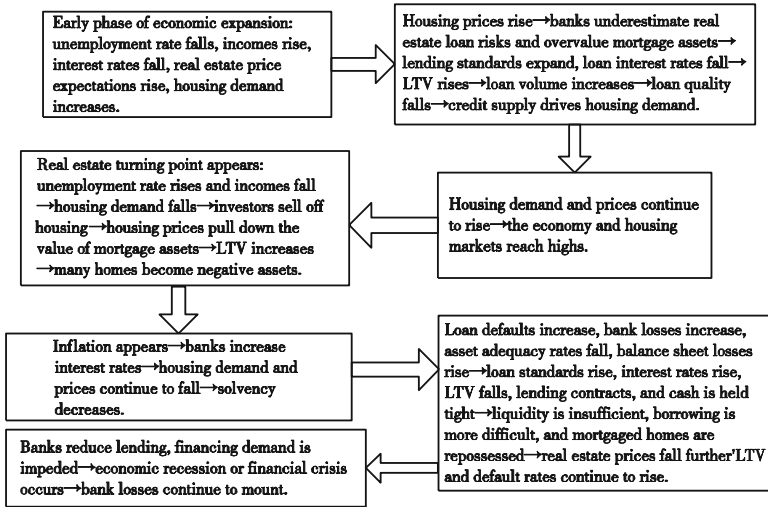 Early phase of economic expansion:
unemployment rate falls, incomes rise,
interest rates fall, real estate price
expectations rise, housing demand
increases.
Housing prices rise→banks underestimate real
estate loan risks and overvalue mortgage assets→
lending standards expand, loan interest rates fall→
LTV rises→loan volume increases→loan quality
falls→credit supply drives housing demand.
Housing demand and prices continue
to rise→the economy and housing
markets reach highs.
Real estate turning point appears:
unemployment rate rises and incomes fall
→housing demand falls→investors sell off
housing→housing prices pull down the
value of mortgage assets→LTV increases
→many homes become negative assets.
Inflation appears→banks increase
interest rates→housing demand and
prices continue to fall→solvency
decreases.
Loan defaults increase, bank losses increase,
asset adequacy rates fall, balance sheet losses
rise→loan standards rise, interest rates rise,
LTV falls, lending contracts, and cash is held
tight→liquidity is insufficient, borrowing is
more difficult, and mortgaged homes are
repossessed→real estate prices fall further'LTV
and default rates continue to rise.
Banks reduce lending, financing demand is
impeded→economic recession or financial crisis
occurs→bank losses continue to mount.